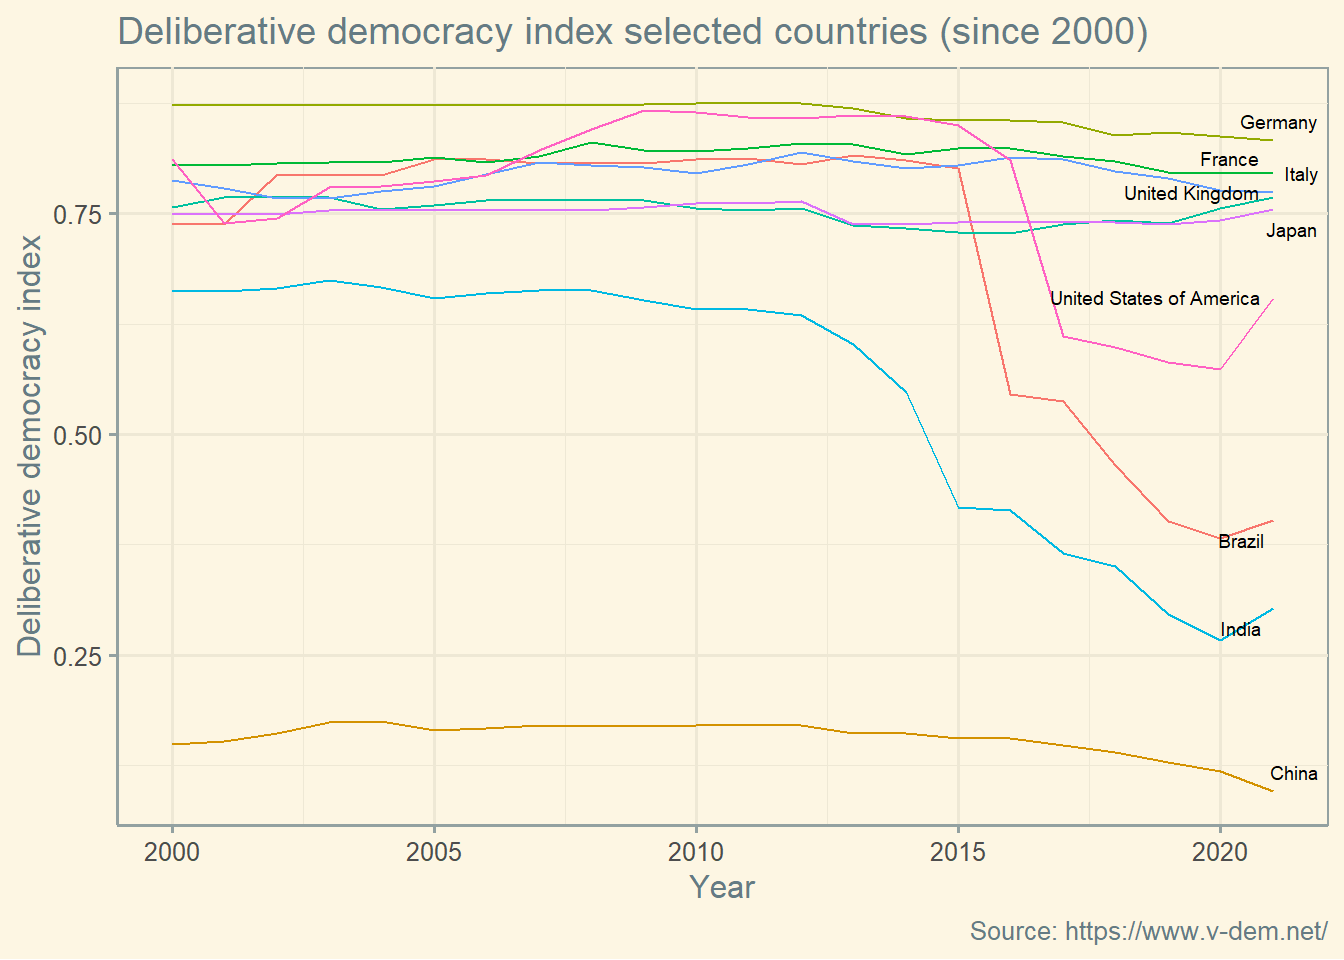 Deliberative democracy index selected countries (since 2000)
Deliberative democracy index
0.75
0.50
0.25
Germany
France
Italy
United Kingdom
Japan
United States of America
Brazil
India
China
2000 2005 2010 2015 2020
Year
Source: https://www.v-dem.net/